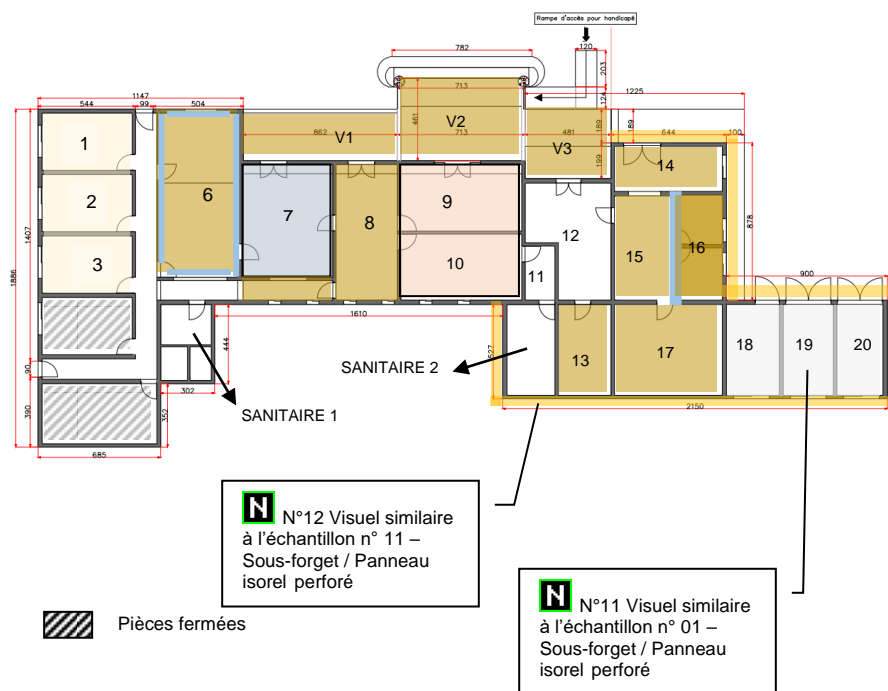 Rampe d'accès pour handicapé
782
120
203
713
1225
124
1147
544
99
504
461
V2
189
189
862
713
481
644
100
V1
V3
199
1
14
2
6
7
8
9
12
15
16
878
1407
1886
3
10
11
900
1610
444
527
SANITAIRE 2
13
17
18
19
20
90
302
SANITAIRE 1
390
352
2150
685
N
N°12 Visuel similaire
à l'échantillon n° 11 –
Sous-forget / Panneau
isorel perforé
N
N°11 Visuel similaire
à l'échantillon n° 01 –
Sous-forget / Panneau
isorel perforé
Pièces fermées